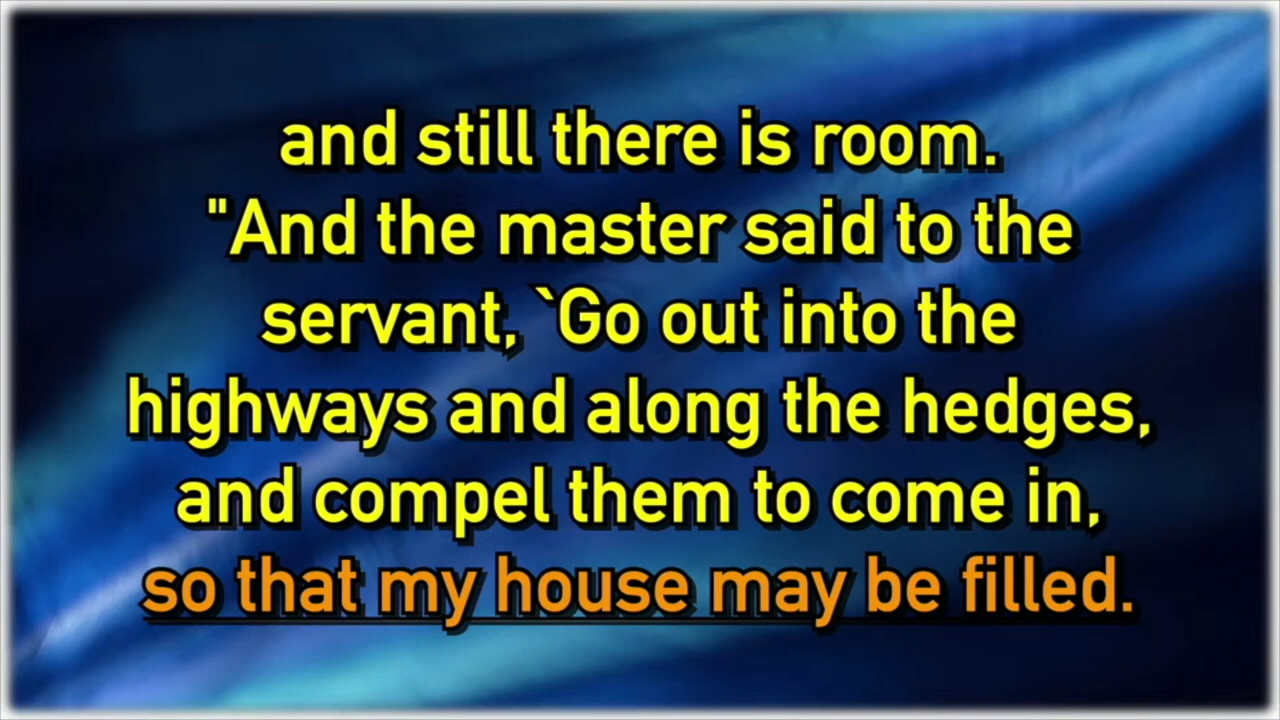 and still there is room.
"And the master said to the
servant, `Go out into the
highways and along the hedges,
and compel them to come in,
so that my house may be filled.